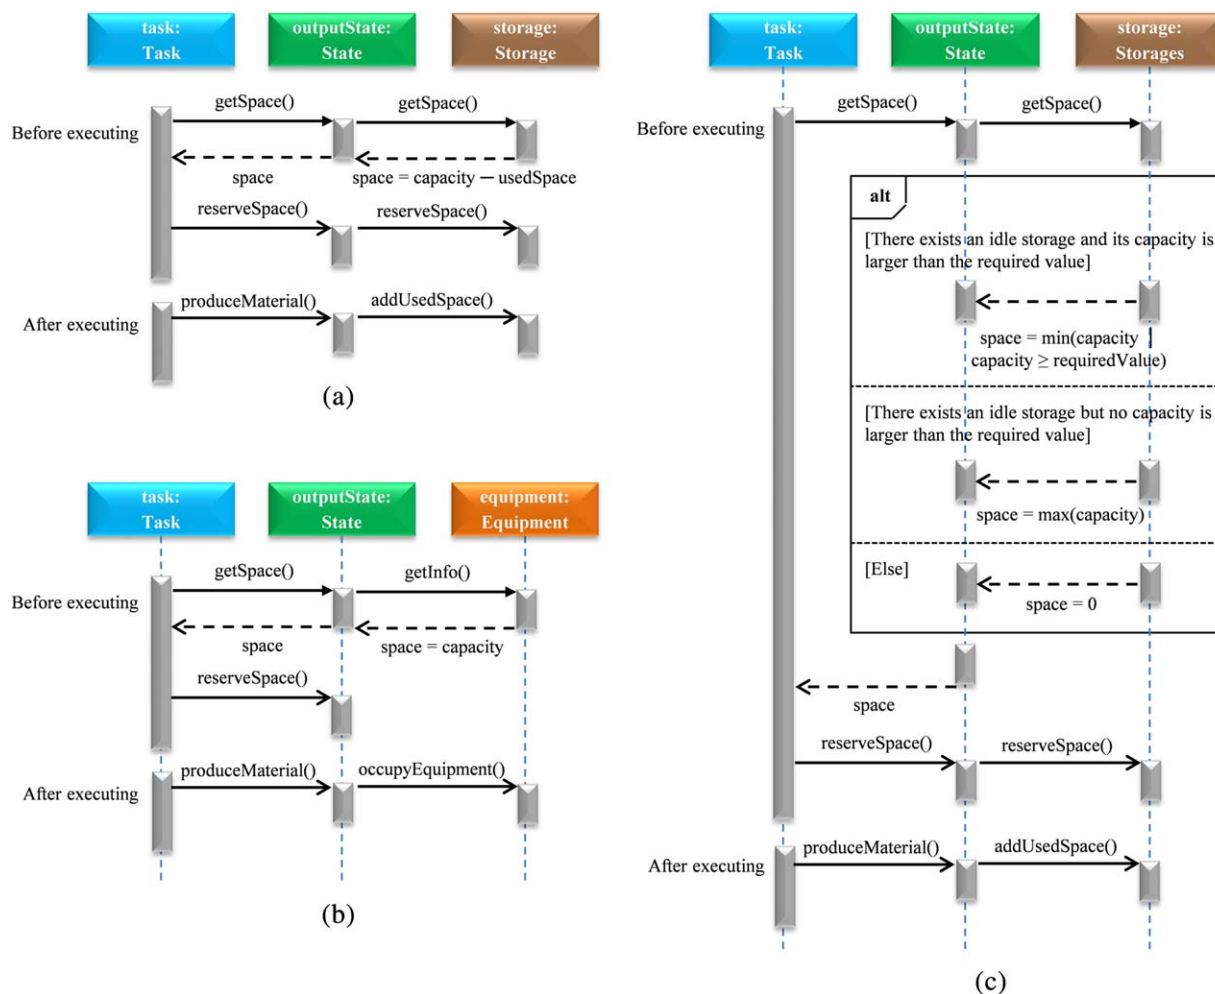 task:
Task
outputState:
State
storage:
Storage
Before executing
getSpace()
getSpace()
space
space = capacity — usedSpace
reserveSpace()
reserveSpace()
After executing
produceMaterial()
addUsedSpace()
(a)
task:
Task
outputState:
State
equipment:
Equipment
Before executing
getSpace()
getInfo()
space
space = capacity
reserveSpace()
After executing
produceMaterial()
occupyEquipment()
(b)
task:
Task
outputState:
State
storage:
Storages
Before executing
getSpace()
getSpace()
alt
[There exists an idle storage and its capacity is
larger than the required value]
space = min(capacity |
capacity ≥ requiredValue)
[There exists an idle storage but no capacity is
larger than the required value]
space = max(capacity)
[Else]
space = 0
space
reserveSpace()
reserveSpace()
After executing
produceMaterial()
addUsedSpace()
(c)